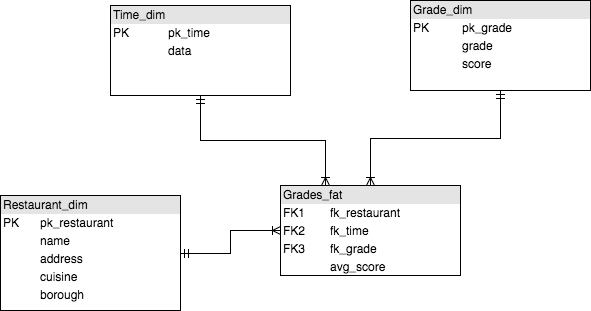 Time_dim
PK pk_time
data
Grade_dim
PK pk_grade
grade
score
Restaurant_dim
PK pk_restaurant
name
address
cuisine
borough
Grades_fat
FK1 fk_restaurant
FK2 fk_time
FK3 fk_grade
avg_score